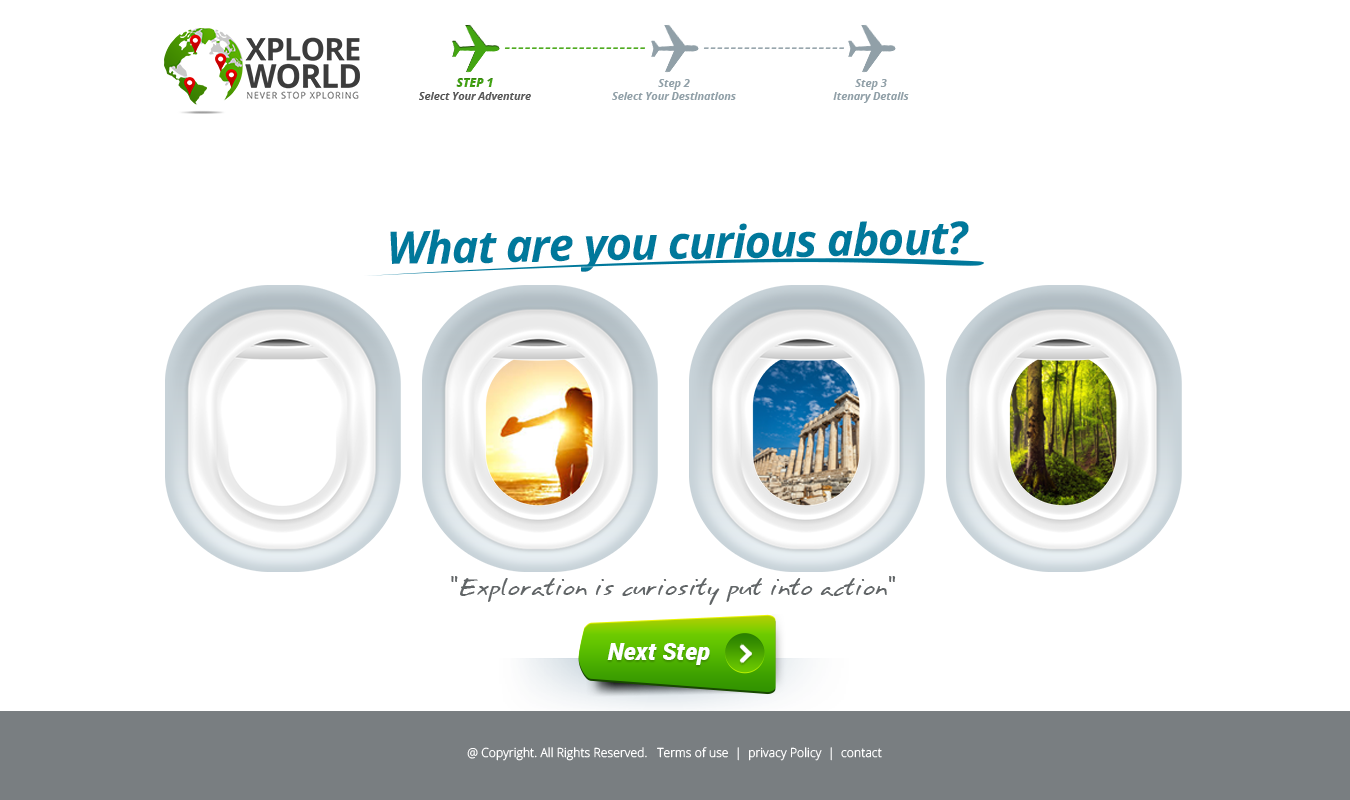 XPLORE
WORLD
NEVER STOP XPLORING
STEP 1
Select Your Adventure
Step 2
Select Your Destinations
Step 3
Itenary Details
What are you curious about?
"Exploration is curiosity put into action"
Next Step
@ Copyright. All Rights Reserved. Terms of use | privacy Policy | contact